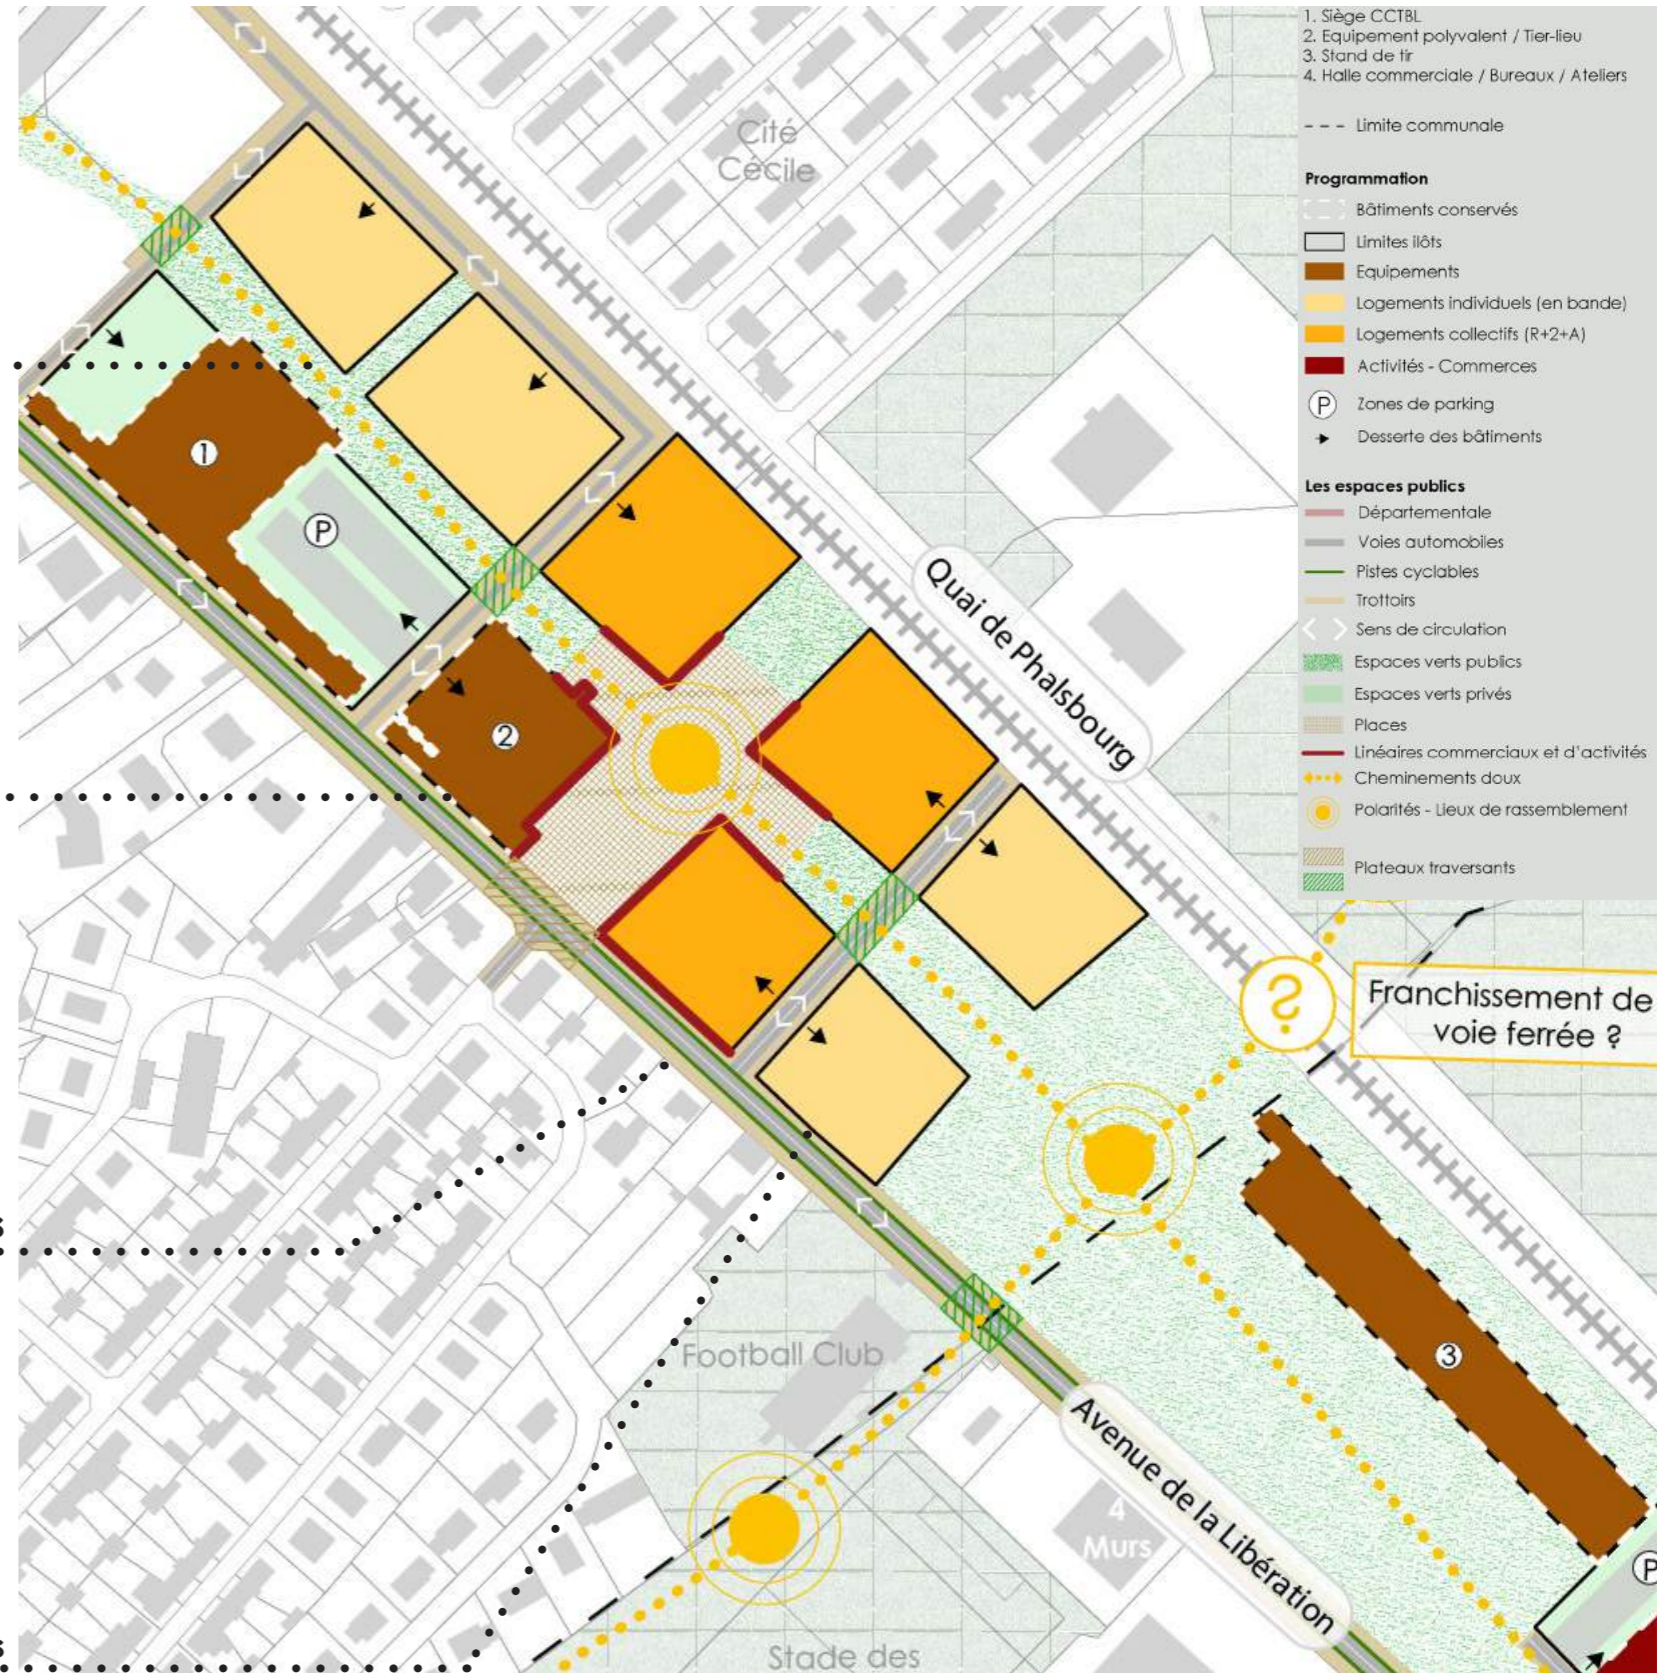 1. Siège CCTBL
2. Equipement polyvalent / Tier-lieu
3. Stand de tir
4. Halle commerciale / Bureaux / Ateliers
Limite communale
Programmation
Bâtiments conservés
Limites ilôts
Equipements
Logements individuels (en bande)
Logements collectifs (R+2+A)
Activités - Commerces
P Zones de parking
Desserte des bâtiments
Les espaces publics
Départementale
Voies automobiles
Pistes cyclables
Trottoirs
Sens de circulation
Espaces verts publics
Espaces verts privés
Places
Linéaires commerciaux et d'activités
Cheminements doux
Polarités - Lieux de rassemblement
Plateaux traversants
Cité
Cécile
1
P
2
Quai de Phalsbourg
?
Franchissement de
voie ferrée ?
s
Football Club
3
Avenue de la Libération
4
Murs
P
Stade des
s